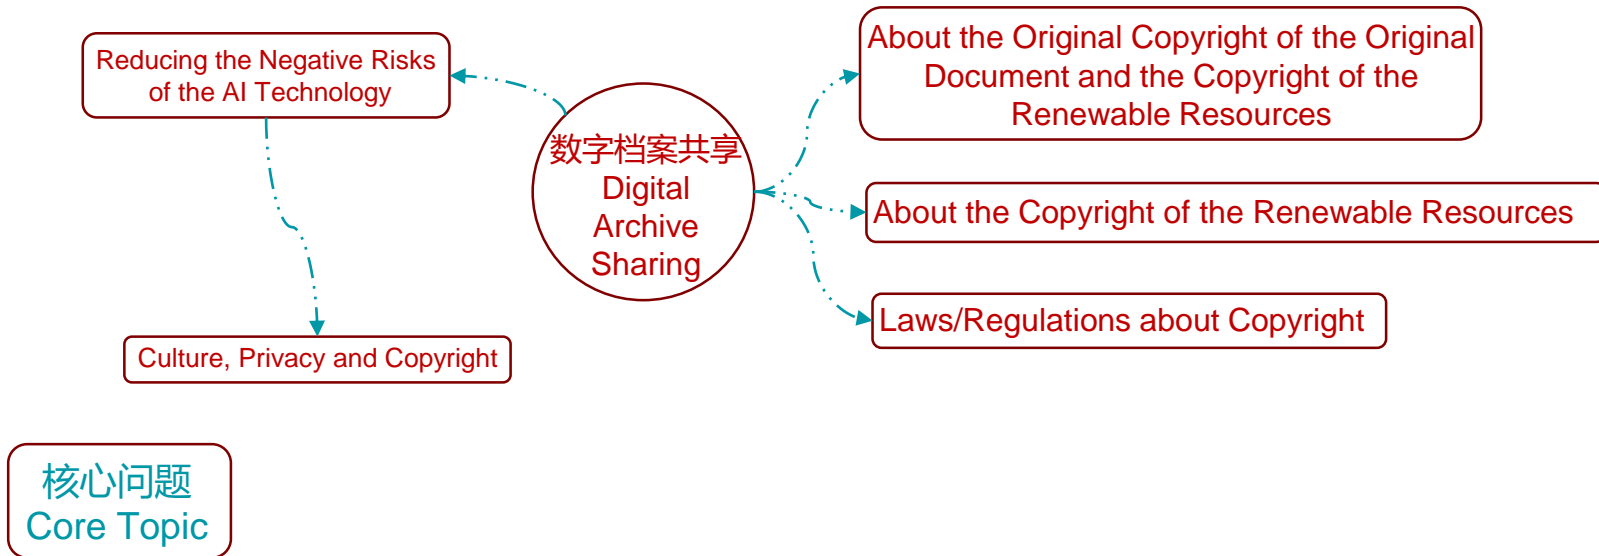 Reducing the Negative Risks
of the AI Technology
Culture, Privacy and Copyright
数字档案共享
Digital
Archive
Sharing
About the Original Copyright of the Original
Document and the Copyright of the
Renewable Resources
About the Copyright of the Renewable Resources
Laws/Regulations about Copyright
核心问题
Core Topic